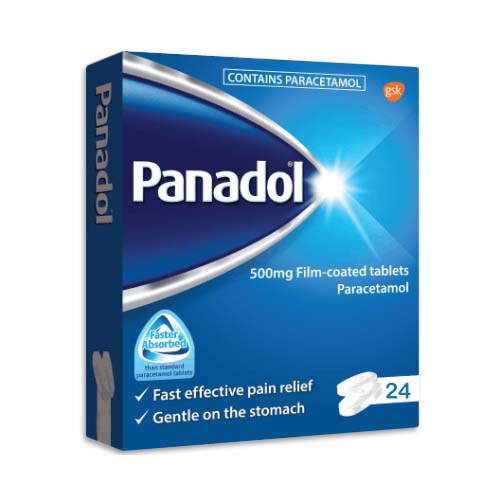 CONTAINS PARACETAMOL
gsk
Panadol
Panadol®
500mg Film-coated tablets
Paracetamol
Faster
Absorbed
than standard
paracetamol tablets
✓ Fast effective pain relief
✓ Gentle on the stomach
24